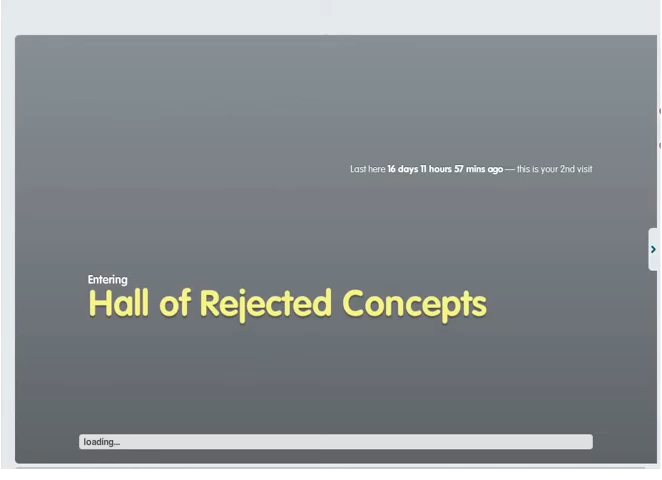 Last here 16 days 11 hours 57 mins ago — this is your 2nd visit
Entering
Hall of Rejected Concepts
loading...